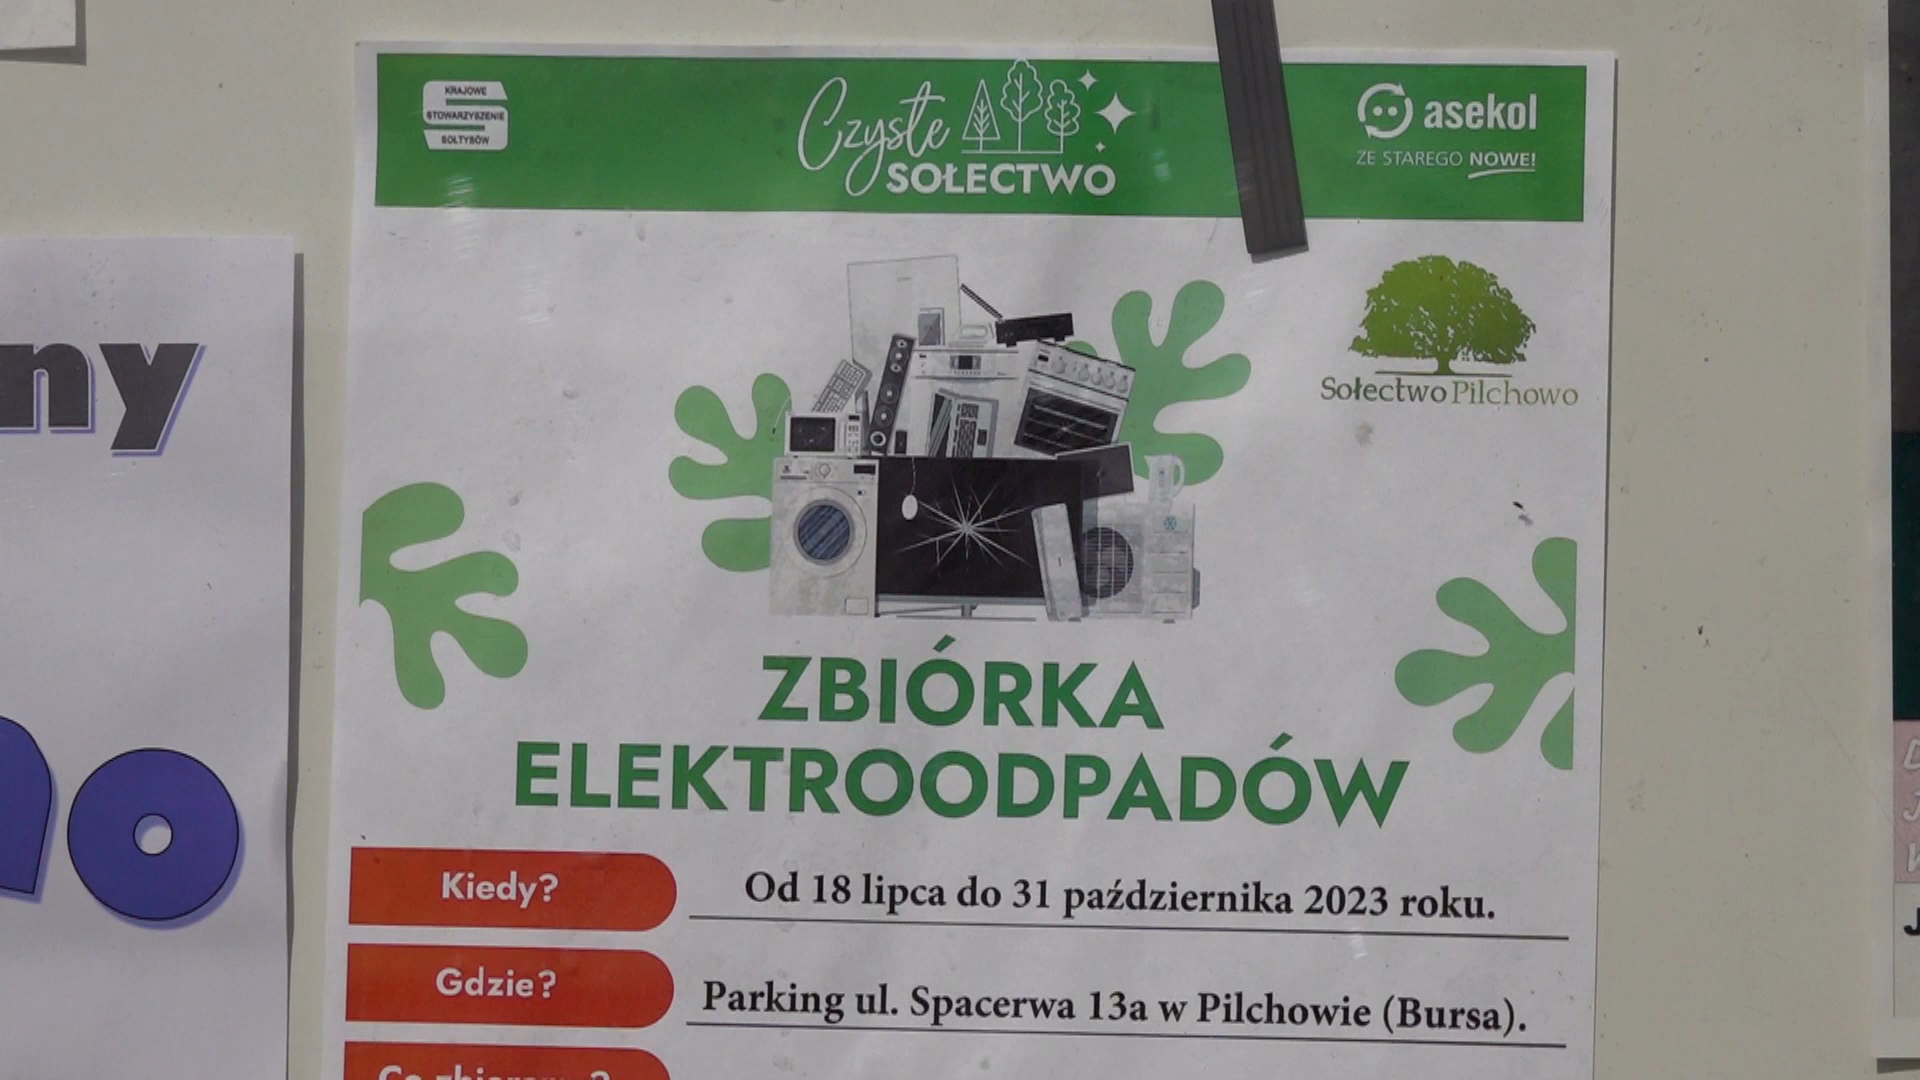 KRAJOWE
STOWARZYSZENIE
SOŁTYSÓW
Czyste
SOŁECTWO
asekol
ZE STAREGO NOWE!
Sołectwo Pilchowo
ny
no
ZBIÓRKA
ELEKTROODPADÓW
Kiedy?
Od 18 lipca do 31 października 2023 roku.
Gdzie?
Parking ul. Spacerwa 13a w Pilchowie (Bursa).